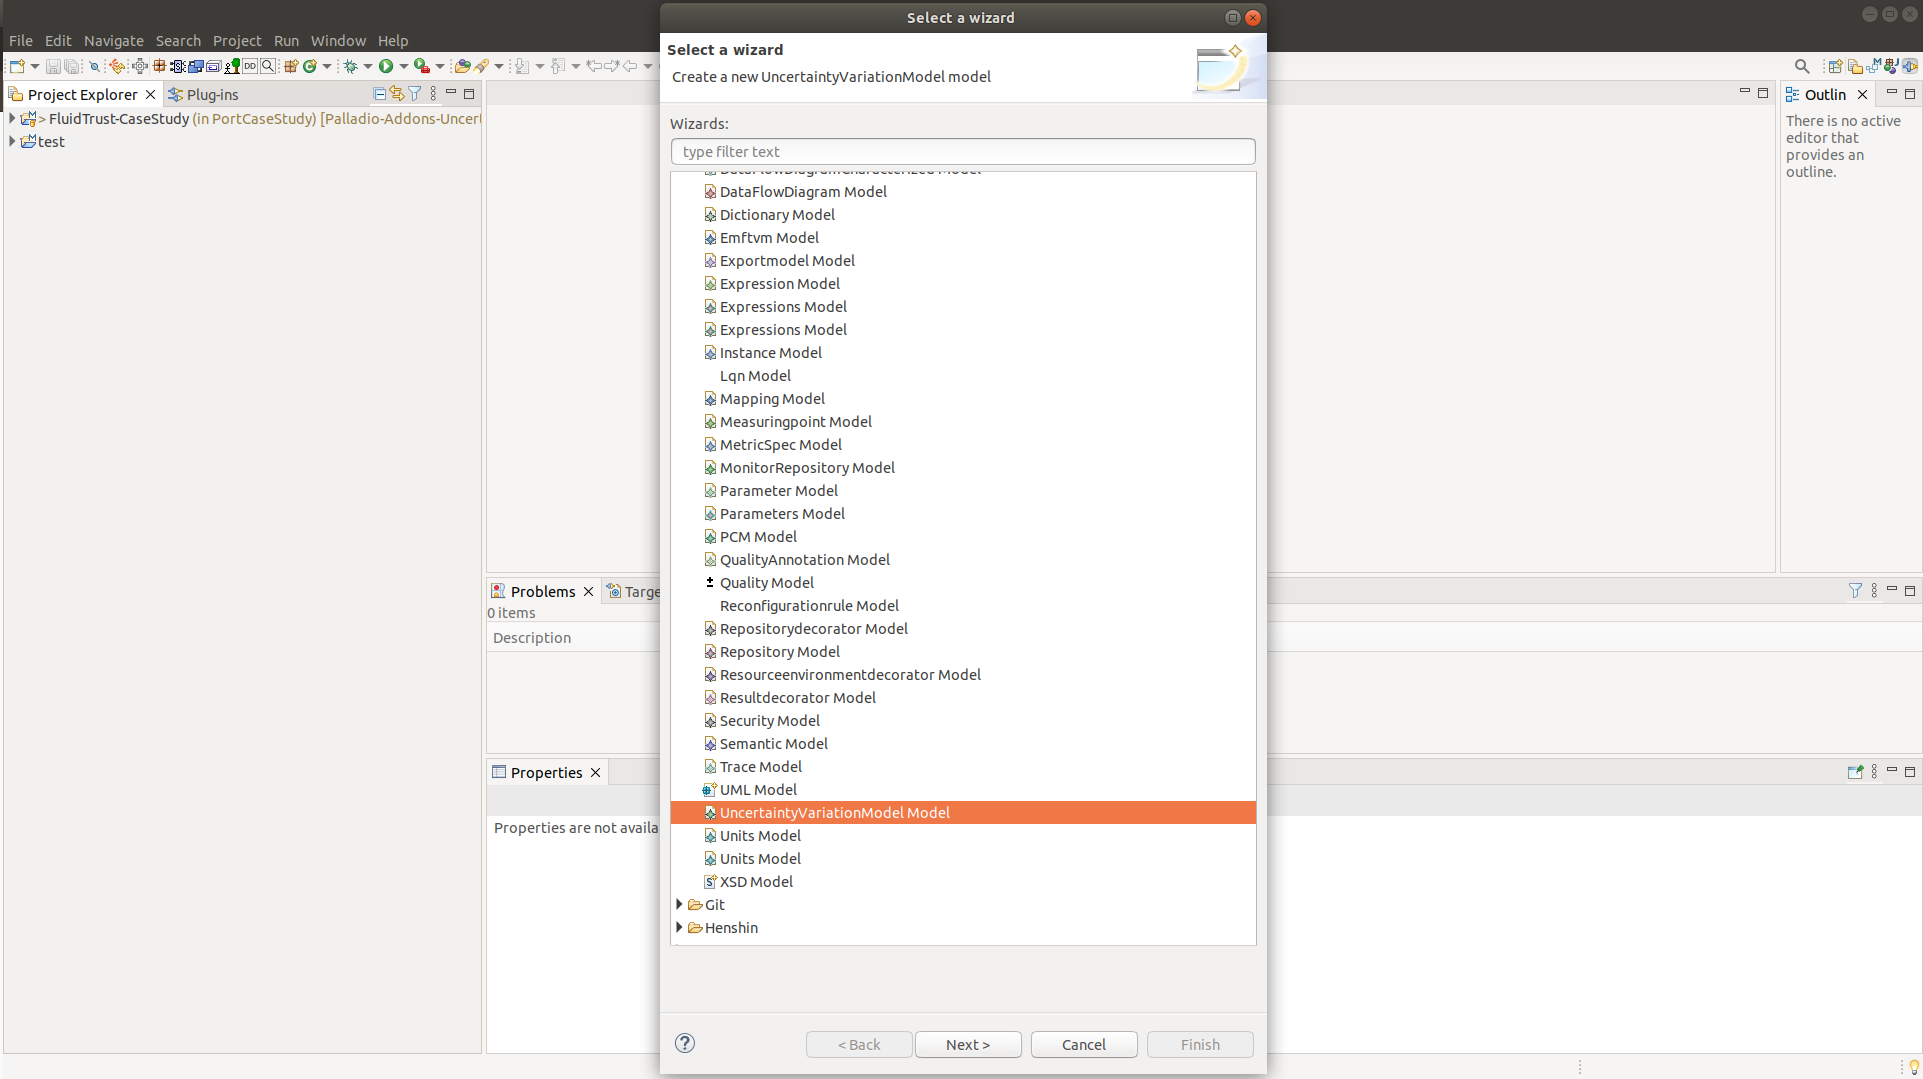 Select a wizard
File Edit Navigate Search Project Run Window Help
Select a wizard
Create a new UncertaintyVariationModel model
Project Explorer
Plug-ins
> FluidTrust-CaseStudy (in PortCaseStudy) [Palladio-Addons-Uncert
test
Wizards:
type filter text
DataFlowDiagramCharacterized Model
DataFlowDiagram Model
Dictionary Model
Emftvm Model
Exportmodel Model
Expression Model
Expressions Model
Expressions Model
Instance Model
Lqn Model
Mapping Model
Measuringpoint Model
MetricSpec Model
MonitorRepository Model
Parameter Model
Parameters Model
PCM Model
QualityAnnotation Model
Quality Model
Reconfigurationrule Model
Repositorydecorator Model
Repository Model
Resourceenvironmentdecorator Model
Resultdecorator Model
Security Model
Semantic Model
Trace Model
UML Model
UncertaintyVariationModel Model
Units Model
Units Model
XSD Model
Git
Henshin
< Back
Next >
Cancel
Finish
Outlin
There is no active
editor that
provides an
outline.
Problems
Targe
0 items
Description
Properties
Properties are not availa